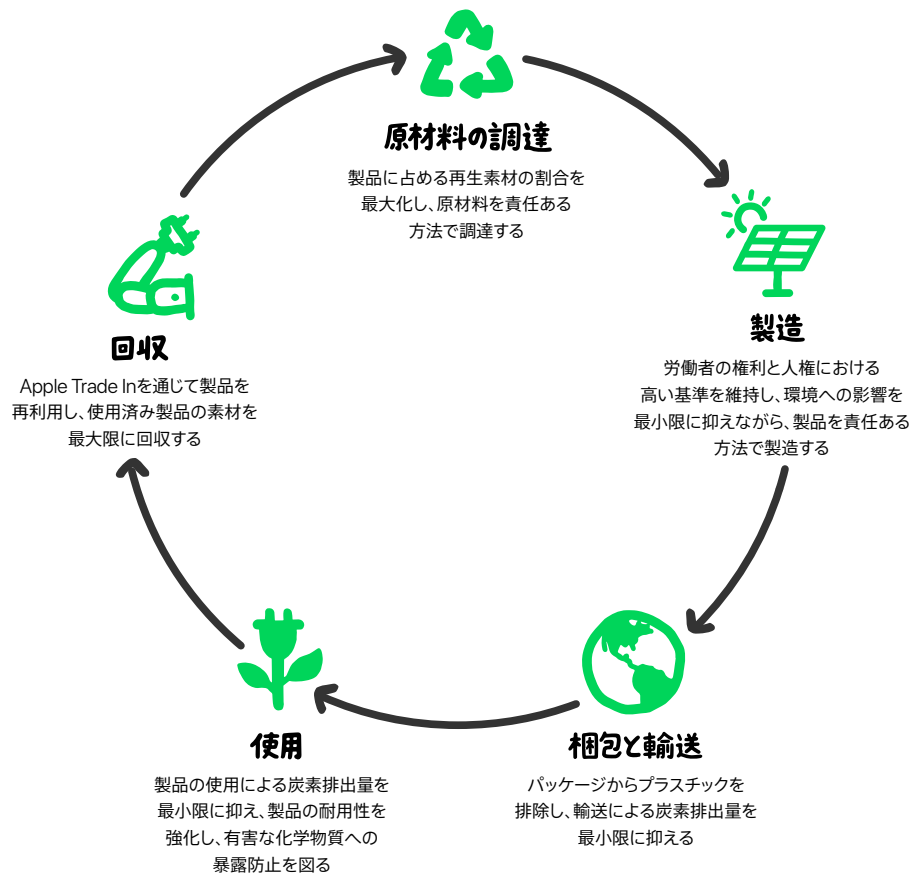 原材料の調達
製品に占める再生素材の割合を
最大化し、原材料を責任ある
方法で調達する
製造
労働者の権利と人権における
高い基準を維持し、環境への影響を
最小限に抑えながら、製品を責任ある
方法で製造する
梱包と輸送
パッケージからプラスチックを
排除し、輸送による炭素排出量を
最小限に抑える
使用
製品の使用による炭素排出量を
最小限に抑え、製品の耐用性を
強化し、有害な化学物質への
暴露防止を図る
回収
Apple Trade Inを通じて製品を
再利用し、使用済み製品の素材を
最大限に回収する